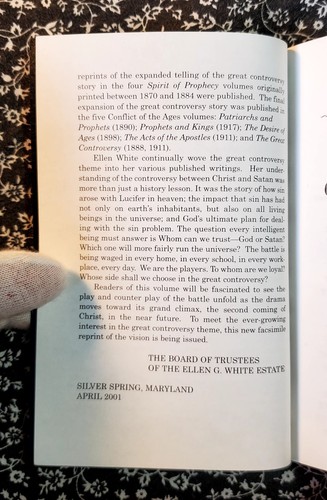 reprints of the expanded telling of the great controversy
story in the four Spirit of Prophecy volumes originally
printed between 1870 and 1884 were published. The final
expansion of the great controversy story was published in
the five Conflict of the Ages volumes: Patriarchs and
Prophets (1890); Prophets and Kings (1917); The Desire of
Ages (1898); The Acts of the Apostles (1911); and The Great
Controversy (1888, 1911).
Ellen White continually wove the great controversy
theme into her various published writings. Her under-
standing of the controversy between Christ and Satan was
more than just a history lesson. It was the story of how sin
arose with Lucifer in heaven; the impact that sin has had
not only on earth's inhabitants, but also on all living
beings in the universe; and God's ultimate plan for deal-
ing with the sin problem. The question every intelligent
being must answer is Whom can we trust—God or Satan?
Which one will more fairly run the universe? The battle is
being waged in every home, in every school, in every work
place, every day. We are the players. To whom are we loyal?
Whose side shall we choose in the great controversy?
Readers of this volume will be fascinated to see the
play and counter play of the battle unfold as the drama
moves toward its grand climax, the second coming of
Christ, in the near future. To meet the ever-growing
interest in the great controversy theme, this new facsimile
reprint of the vision is being issued.
THE BOARD OF TRUSTEES
OF THE ELLEN G. WHITE ESTATE
SILVER SPRING, MARYLAND
APRIL 2001